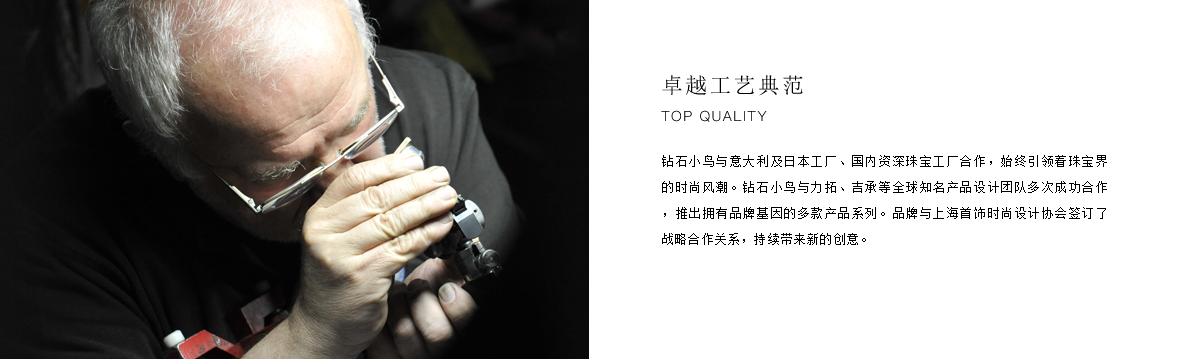 卓越工艺典范
TOP QUALITY
钻石小鸟与意大利及日本工厂、国内资深珠宝工厂合作，始终引领着珠宝界
的时尚风潮。钻石小鸟与力拓、吉承等全球知名产品设计团队多次成功合作
，推出拥有品牌基因的多款产品系列。品牌与上海首饰时尚设计协会签订了
战略合作关系，持续带来新的创意。